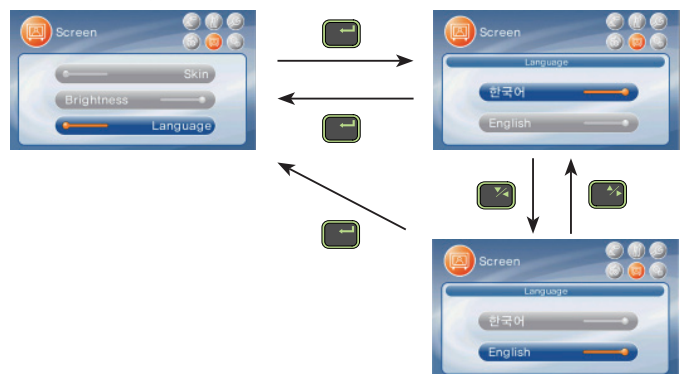 Screen
Skin
Brightness
Language
Screen
Language
한국어
English
Screen
Language
한국어
English